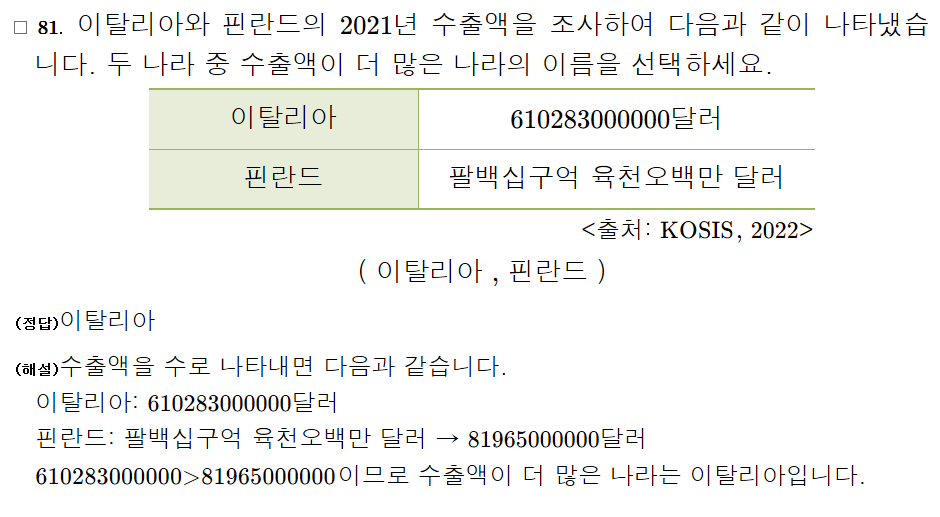 □ 81. 이탈리아와 핀란드의 2021년 수출액을 조사하여 다음과 같이 나타냈습
니다. 두 나라 중 수출액이 더 많은 나라의 이름을 선택하세요.
이탈리아 610283000000달러
핀란드 팔백십구억 육천오백만 달러
<출처: KOSIS, 2022>
( 이탈리아 , 핀란드 )
(정답)이탈리아
(해설)수출액을 수로 나타내면 다음과 같습니다.
이탈리아: 610283000000달러
핀란드: 팔백십구억 육천오백만 달러 → 81965000000달러
610283000000>81965000000이므로 수출액이 더 많은 나라는 이탈리아입니다.